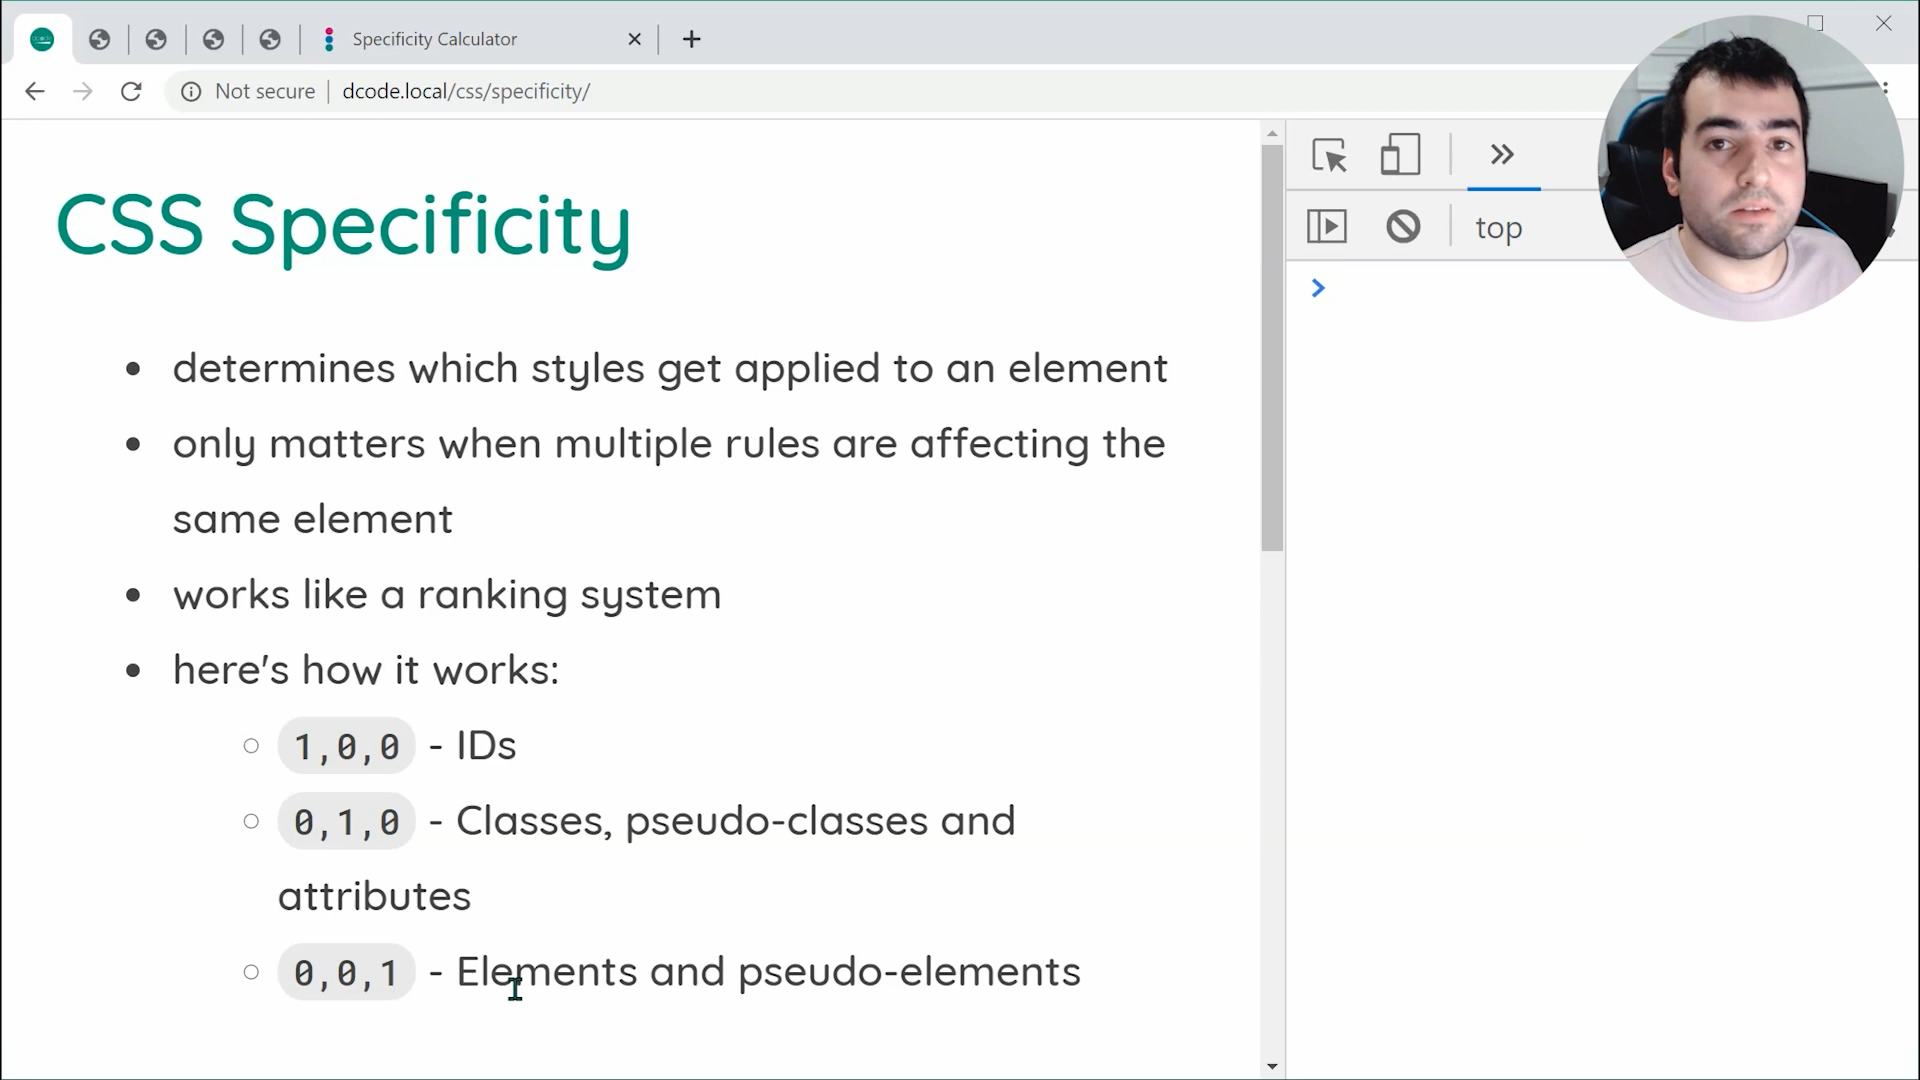 Specificity Calculator
Not secure
dcode.local/css/specificity/
top
CSS Specificity
determines which styles get applied to an element
only matters when multiple rules are affecting the
same element
works like a ranking system
here's how it works:
1,0,0 - IDs
0,1,0 - Classes, pseudo-classes and
attributes
0,0,1 - Elements and pseudo-elements